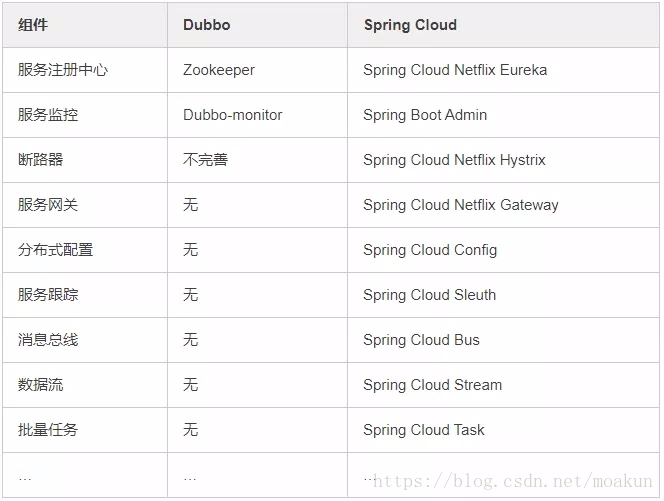 组件 Dubbo Spring Cloud
服务注册中心 Zookeeper Spring Cloud Netflix Eureka
服务监控 Dubbo-monitor Spring Boot Admin
断路器 不完善 Spring Cloud Netflix Hystrix
服务网关 无 Spring Cloud Netflix Gateway
分布式配置 无 Spring Cloud Config
服务跟踪 无 Spring Cloud Sleuth
消息总线 无 Spring Cloud Bus
数据流 无 Spring Cloud Stream
批量任务 无 Spring Cloud Task
… … …
https://blog.csdn.net/moakun